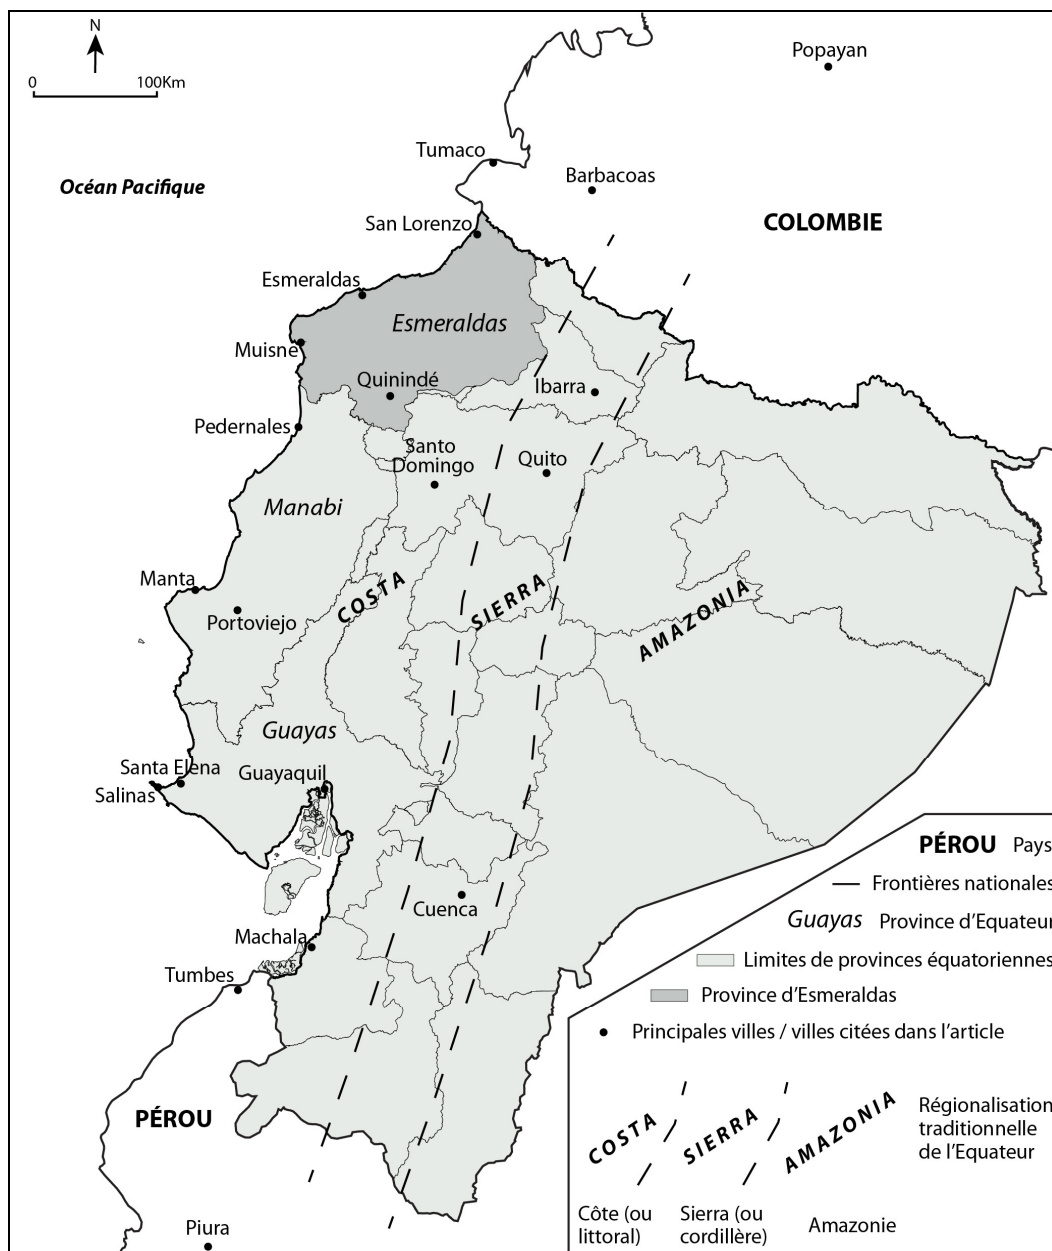 N
0 100Km
Popayan
Tumaco
Océan Pacifique
Barbacoas
San Lorenzo
COLOMBIE
Esmeraldas
Esmeraldas
Muisne
Quinindé
Ibarra
Pedernales
Santo
Domingo
Quito
Manabi
Manta
COSTA
SIERRA
AMAZONIA
Portoviejo
Guayas
Santa Elena
Guayaquil
Salinas
Cuenca
Machala
Tumbes
PÉROU
Piura
PÉROU Pays
Frontières nationales
Guayas Province d'Equateur
Limites de provinces équatoriennes
Province d'Esmeraldas
Principales villes / villes citées dans l'article
COSTA SIERRA AMAZONIA
Régionalisation
traditionnelle
de l'Equateur
Côte (ou
littoral)
Sierra (ou
cordillère)
Amazonie